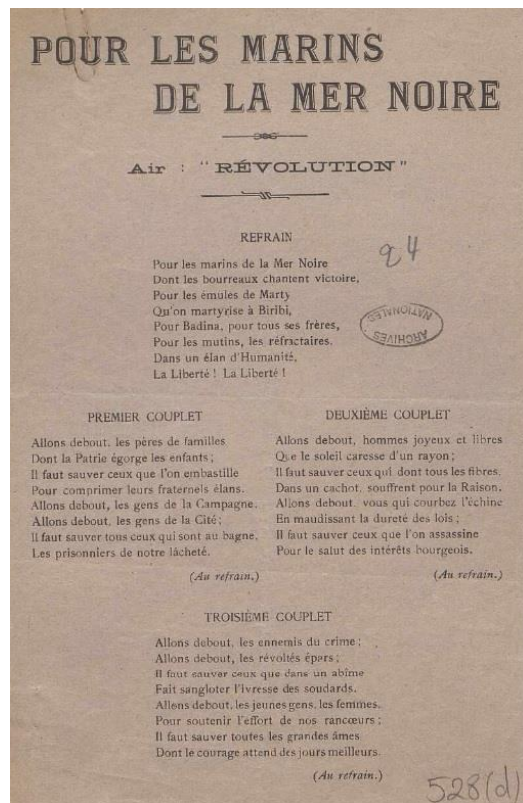 POUR LES MARINS
DE LA MER NOIRE
Air : "RÉVOLUTION"
REFRAIN
Pour les marins de la Mer Noire
Dont les bourreaux chantent victoire,
Pour les émules de Marty
Qu'on martyrise à Biribi,
Pour Badina, pour tous ses frères,
Pour les mutins, les réfractaires.
Dans un élan d'Humanité,
La Liberté ! La Liberté !
94
ARCHIVES
NATIONALES
PREMIER COUPLET
Allons debout, les pères de familles
Dont la Patrie égorge les enfants ;
Il faut sauver ceux que l'on embastille
Pour comprimer leurs fraternels élans.
Allons debout, les gens de la Campagne,
Allons debout, les gens de la Cité ;
Il faut sauver tous ceux qui sont au bagne,
Les prisonniers de notre lâcheté.
(Au refrain.)
DEUXIÈME COUPLET
Allons debout, hommes joyeux et libres
Que le soleil caresse d'un rayon ;
Il faut sauver ceux qui dont tous les fibres,
Dans un cachot, souffrent pour la Raison.
Allons debout, vous qui courbez l'échine
En maudissant la dureté des lois ;
Il faut sauver ceux que l'on assassine
Pour le salut des intérêts bourgeois.
(Au refrain.)
TROISIÈME COUPLET
Allons debout, les ennemis du crime ;
Allons debout, les révoltés épars ;
Il faut sauver ceux que dans un abîme
Fait sangloter l'ivresse des soudards.
Allons debout, les jeunes gens, les femmes,
Pour soutenir l'effort de nos rancœurs ;
Il faut sauver toutes les grandes âmes
Dont le courage attend des jours meilleurs.
(Au refrain.)
528(d)